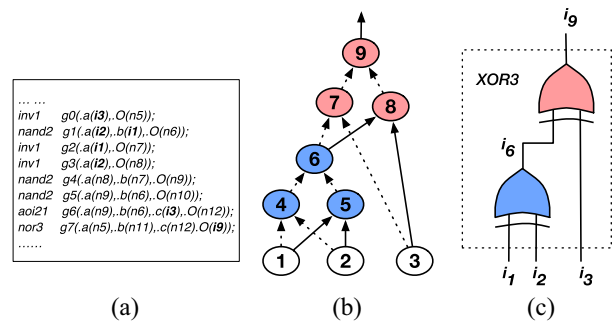 ... ...
inv1 g0(.a(i3),.O(n5));
nand2 g1(.a(i2),.b(i1),.O(n6));
inv1 g2(.a(i1),.O(n7));
inv1 g3(.a(i2),.O(n8));
nand2 g4(.a(n8),.b(n7),.O(n9));
nand2 g5(.a(n9),.b(n6),.O(n10));
aoi21 g6(.a(n9),.b(n6),.c(i3),.O(n12));
nor3 g7(.a(n5),.b(n11),.c(n12).O(i9));
......
(a)
9
7
8
6
4
5
1
2
3
(b)
i9
XOR3
i6
i1
i2
i3
(c)